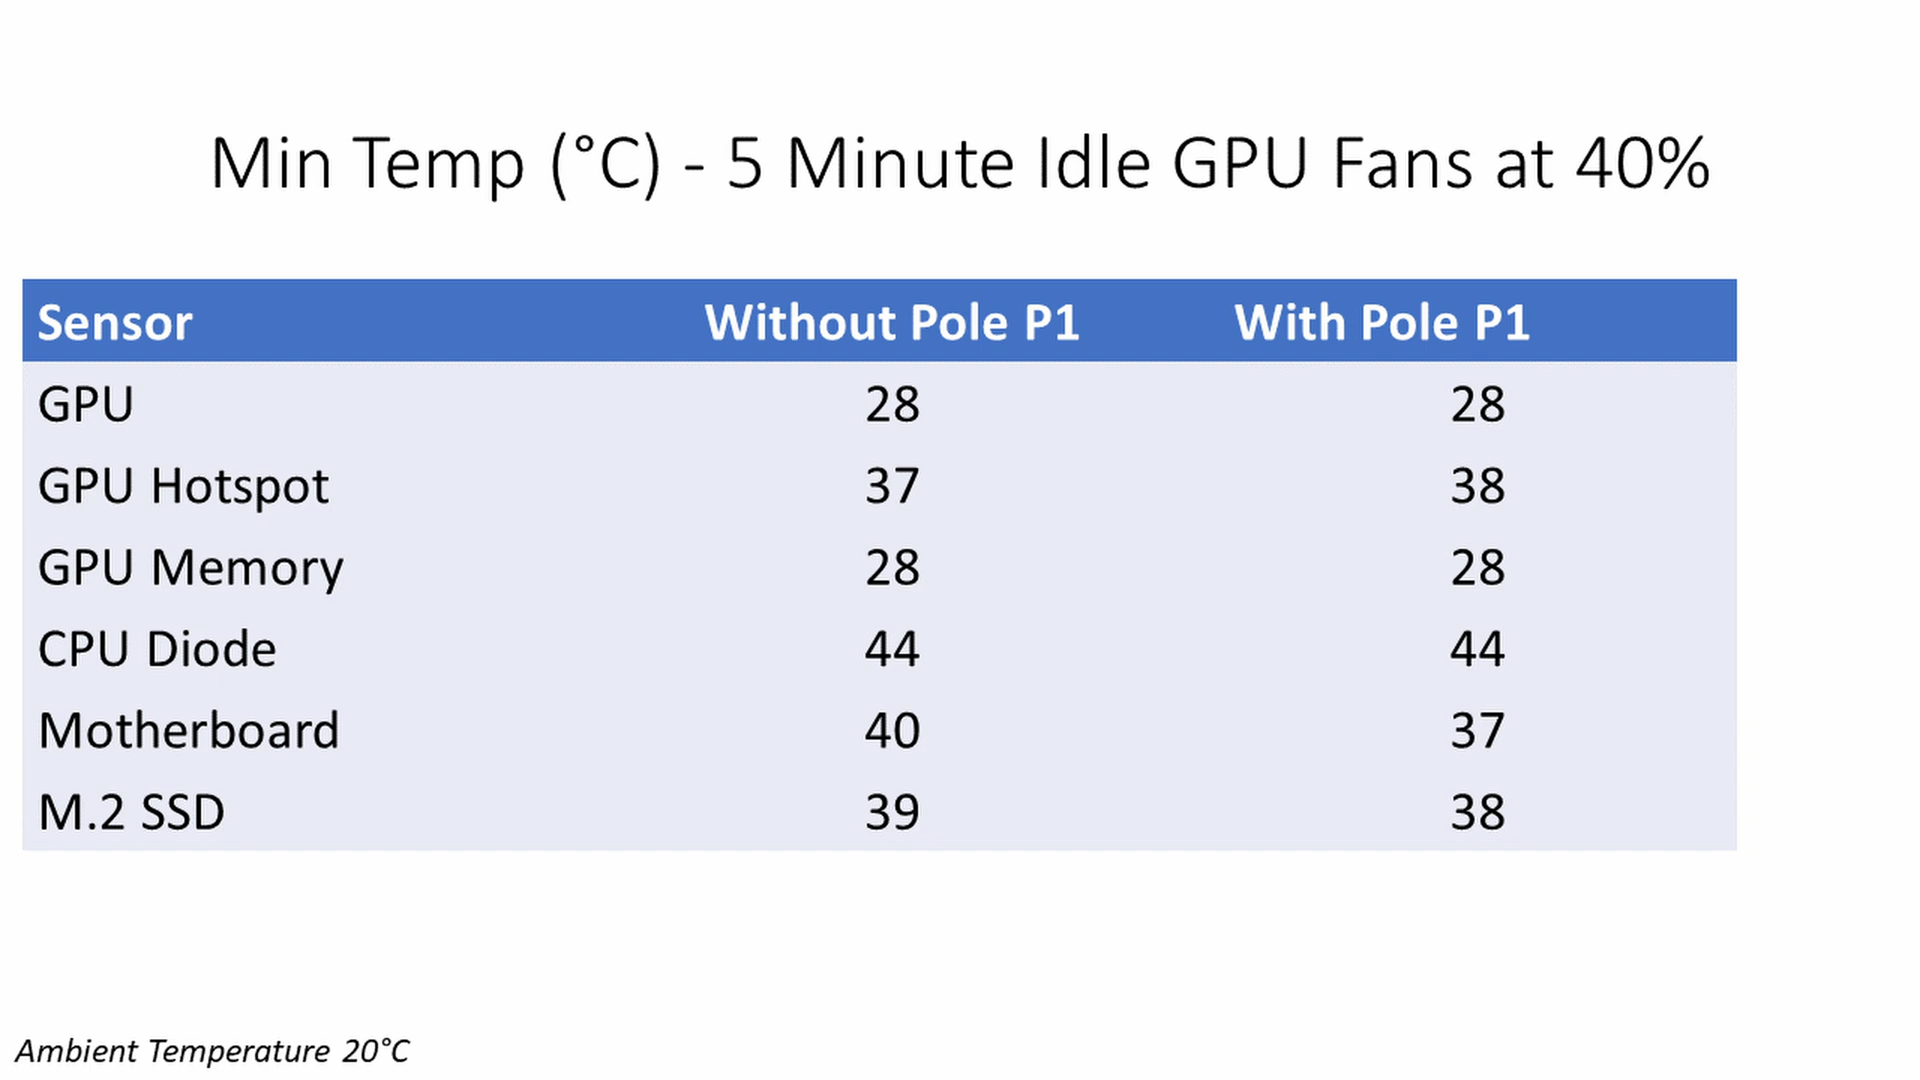 Min Temp (°C) - 5 Minute Idle GPU Fans at 40%
Sensor Without Pole P1 With Pole P1
GPU 28 28
GPU Hotspot 37 38
GPU Memory 28 28
CPU Diode 44 44
Motherboard 40 37
M.2 SSD 39 38
Ambient Temperature 20°C